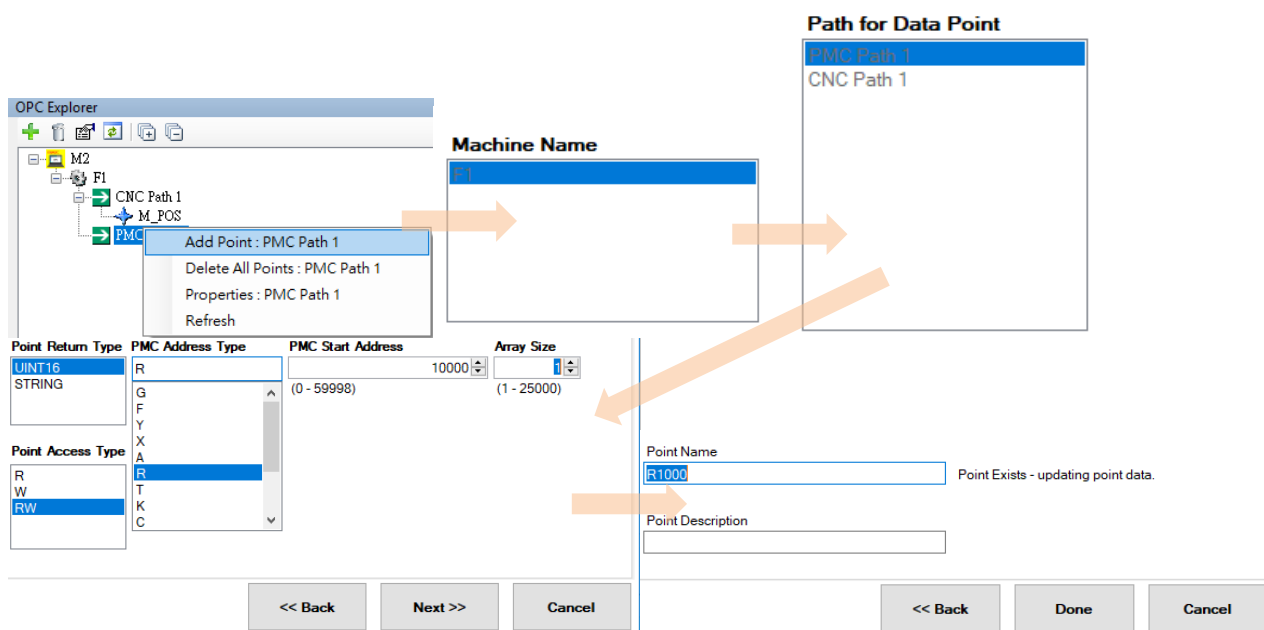 Path for Data Point
PMC Path 1
CNC Path 1
OPC Explorer
M2
F1
CNC Path 1
M_POS
PMC
Add Point : PMC Path 1
Delete All Points : PMC Path 1
Properties : PMC Path 1
Refresh
Machine Name
F1
Point Return Type PMC Address Type PMC Start Address Array Size
UINT16 R 10000 1
STRING (0 - 59998) (1 - 25000)
G
F
Y
X
A
R
T
K
C
Point Access Type
R
W
RW
<< Back Next >> Cancel
Point Name
R1000 Point Exists - updating point data.
Point Description
<< Back Done Cancel